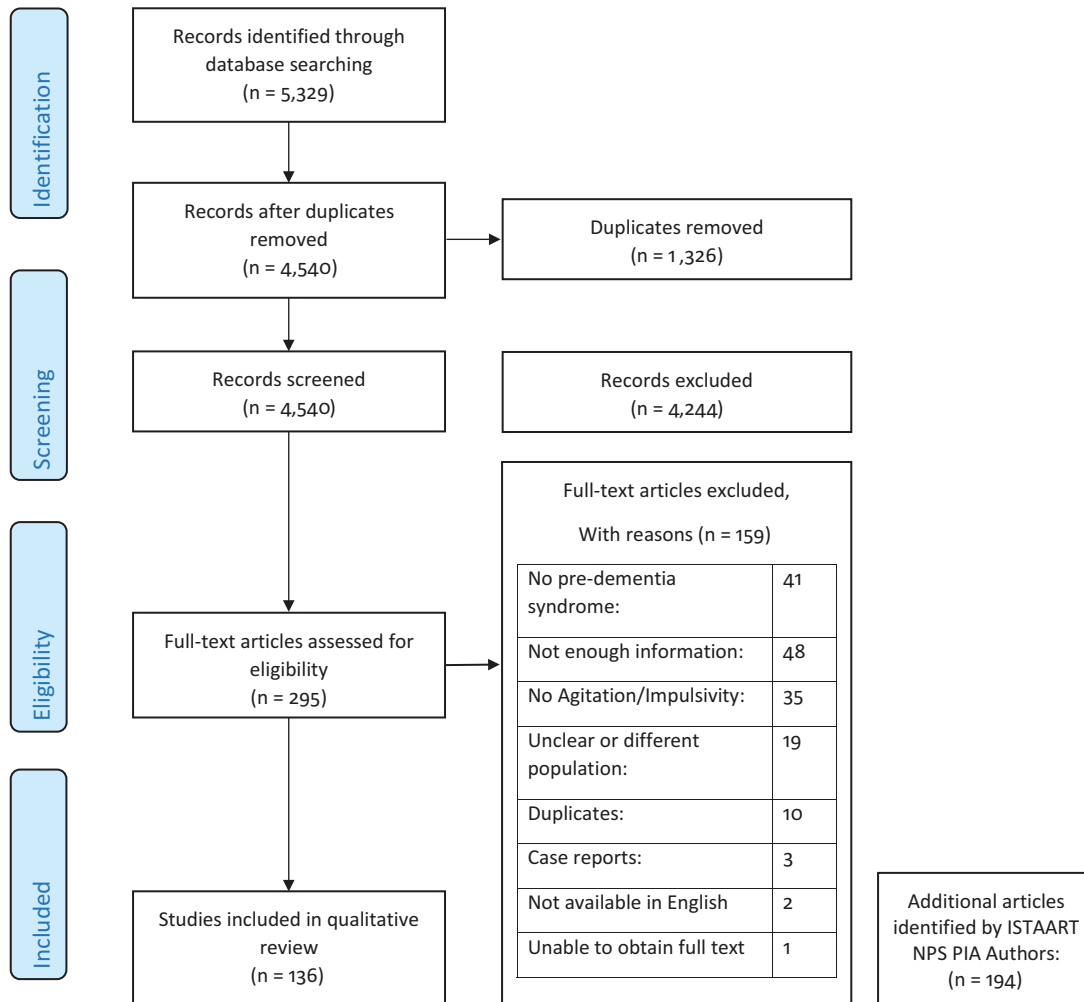 Identification
Records identified through
database searching
(n = 5,329)
Records after duplicates
removed
(n = 4,540)
Duplicates removed
(n = 1,326)
Screening
Records screened
(n = 4,540)
Records excluded
(n = 4,244)
Eligibility
Full-text articles assessed for
eligibility
(n = 295)
Full-text articles excluded,
With reasons (n = 159)
No pre-dementia
syndrome:
41
Not enough information:
48
No Agitation/Impulsivity:
35
Unclear or different
population:
19
Duplicates:
10
Case reports:
3
Not available in English
2
Unable to obtain full text
1
Included
Studies included in qualitative
review
(n = 136)
Additional articles
identified by ISTAART
NPS PIA Authors:
(n = 194)